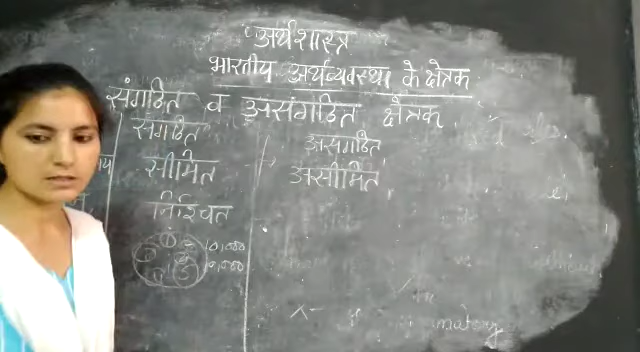 अर्थशास्त्र
भारतीय अर्थव्यवस्था के क्षेत्रक
संगठित व असंगठित क्षेत्रक
संगठित असंगठित
सीमित असीमित
निश्चित